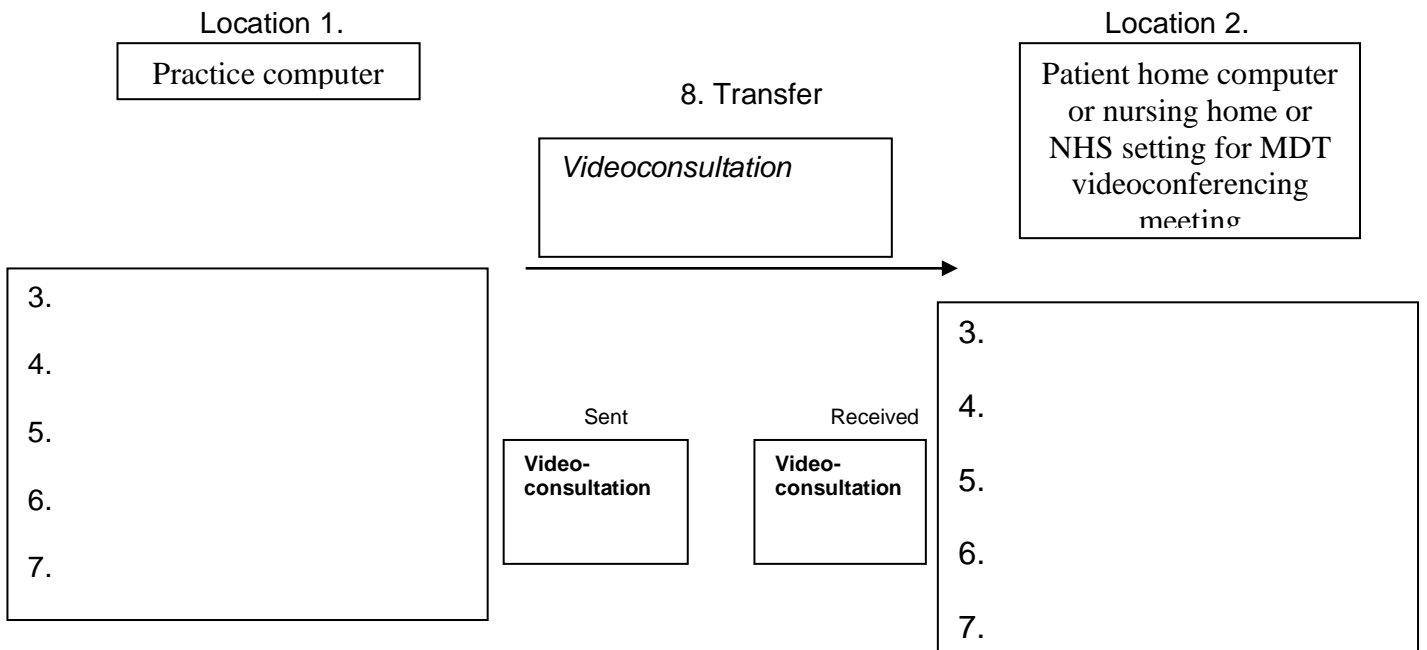 Location 1.
Practice computer
8. Transfer
Videoconsultation
Location 2.
Patient home computer
or nursing home or
NHS setting for MDT
videoconferencing
meeting
3.
4.
5.
6.
7.
Sent
Video-
consultation
Received
Video-
consultation
3.
4.
5.
6.
7.